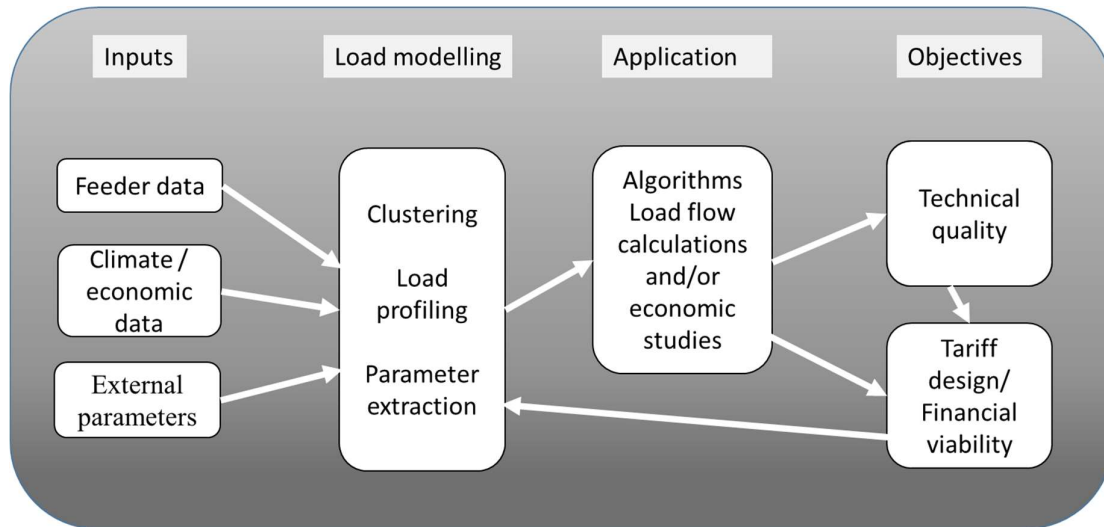 Inputs
Load modelling
Application
Objectives
Feeder data
Climate /
economic
data
External
parameters
Clustering
Load
profiling
Parameter
extraction
Algorithms
Load flow
calculations
and/or
economic
studies
Technical
quality
Tariff
design/
Financial
viability